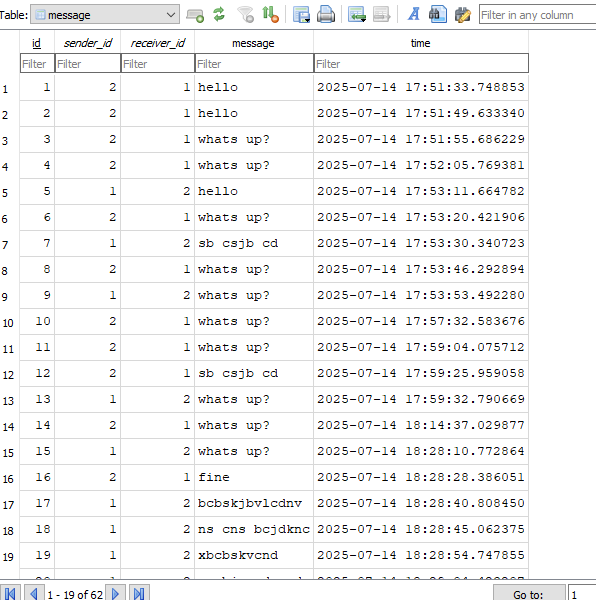 Table: message Filter in any column
id sender_id receiver_id message time
Filter Filter Filter Filter Filter
1 1 2 1 hello 2025-07-14 17:51:33.748853
2 2 2 1 hello 2025-07-14 17:51:49.633340
3 3 2 1 whats up? 2025-07-14 17:51:55.686229
4 4 2 1 whats up? 2025-07-14 17:52:05.769381
5 5 1 2 hello 2025-07-14 17:53:11.664782
6 6 2 1 whats up? 2025-07-14 17:53:20.421906
7 7 1 2 sb csjb cd 2025-07-14 17:53:30.340723
8 8 2 1 whats up? 2025-07-14 17:53:46.292894
9 9 1 2 whats up? 2025-07-14 17:53:53.492280
10 10 2 1 whats up? 2025-07-14 17:57:32.583676
11 11 2 1 whats up? 2025-07-14 17:59:04.075712
12 12 2 1 sb csjb cd 2025-07-14 17:59:25.959058
13 13 1 2 whats up? 2025-07-14 17:59:32.790669
14 14 2 1 whats up? 2025-07-14 18:14:37.029877
15 15 1 2 whats up? 2025-07-14 18:28:10.772864
16 16 2 1 fine 2025-07-14 18:28:28.386051
17 17 1 2 bcbskjbvlcdnv 2025-07-14 18:28:40.808450
18 18 1 2 ns cns bcjdknc 2025-07-14 18:28:45.062375
19 19 1 2 xbcbskvcnd 2025-07-14 18:28:54.747855
1 - 19 of 62 Go to: 1